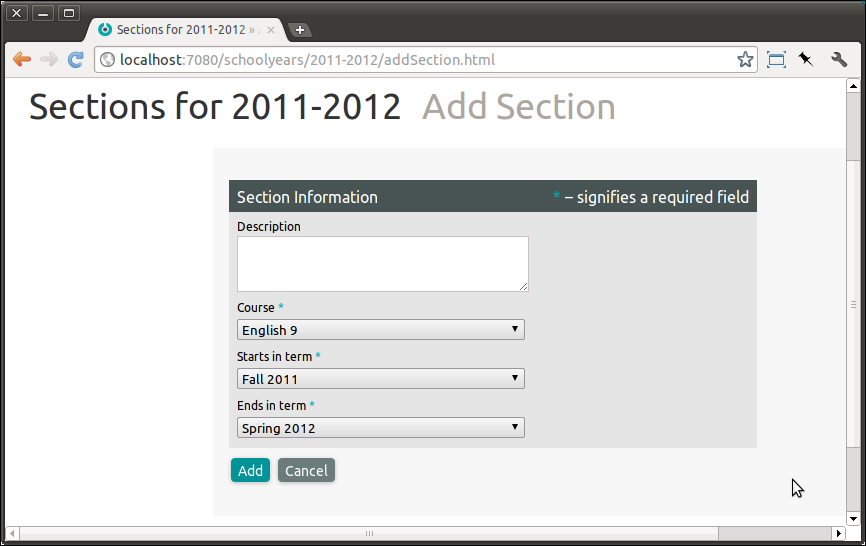 Sections for 2011-2012 »
localhost:7080/schoolyears/2011-2012/addSection.html
Sections for 2011-2012 Add Section
Section Information * – signifies a required field
Description
Course *
English 9
Starts in term *
Fall 2011
Ends in term *
Spring 2012
Add Cancel